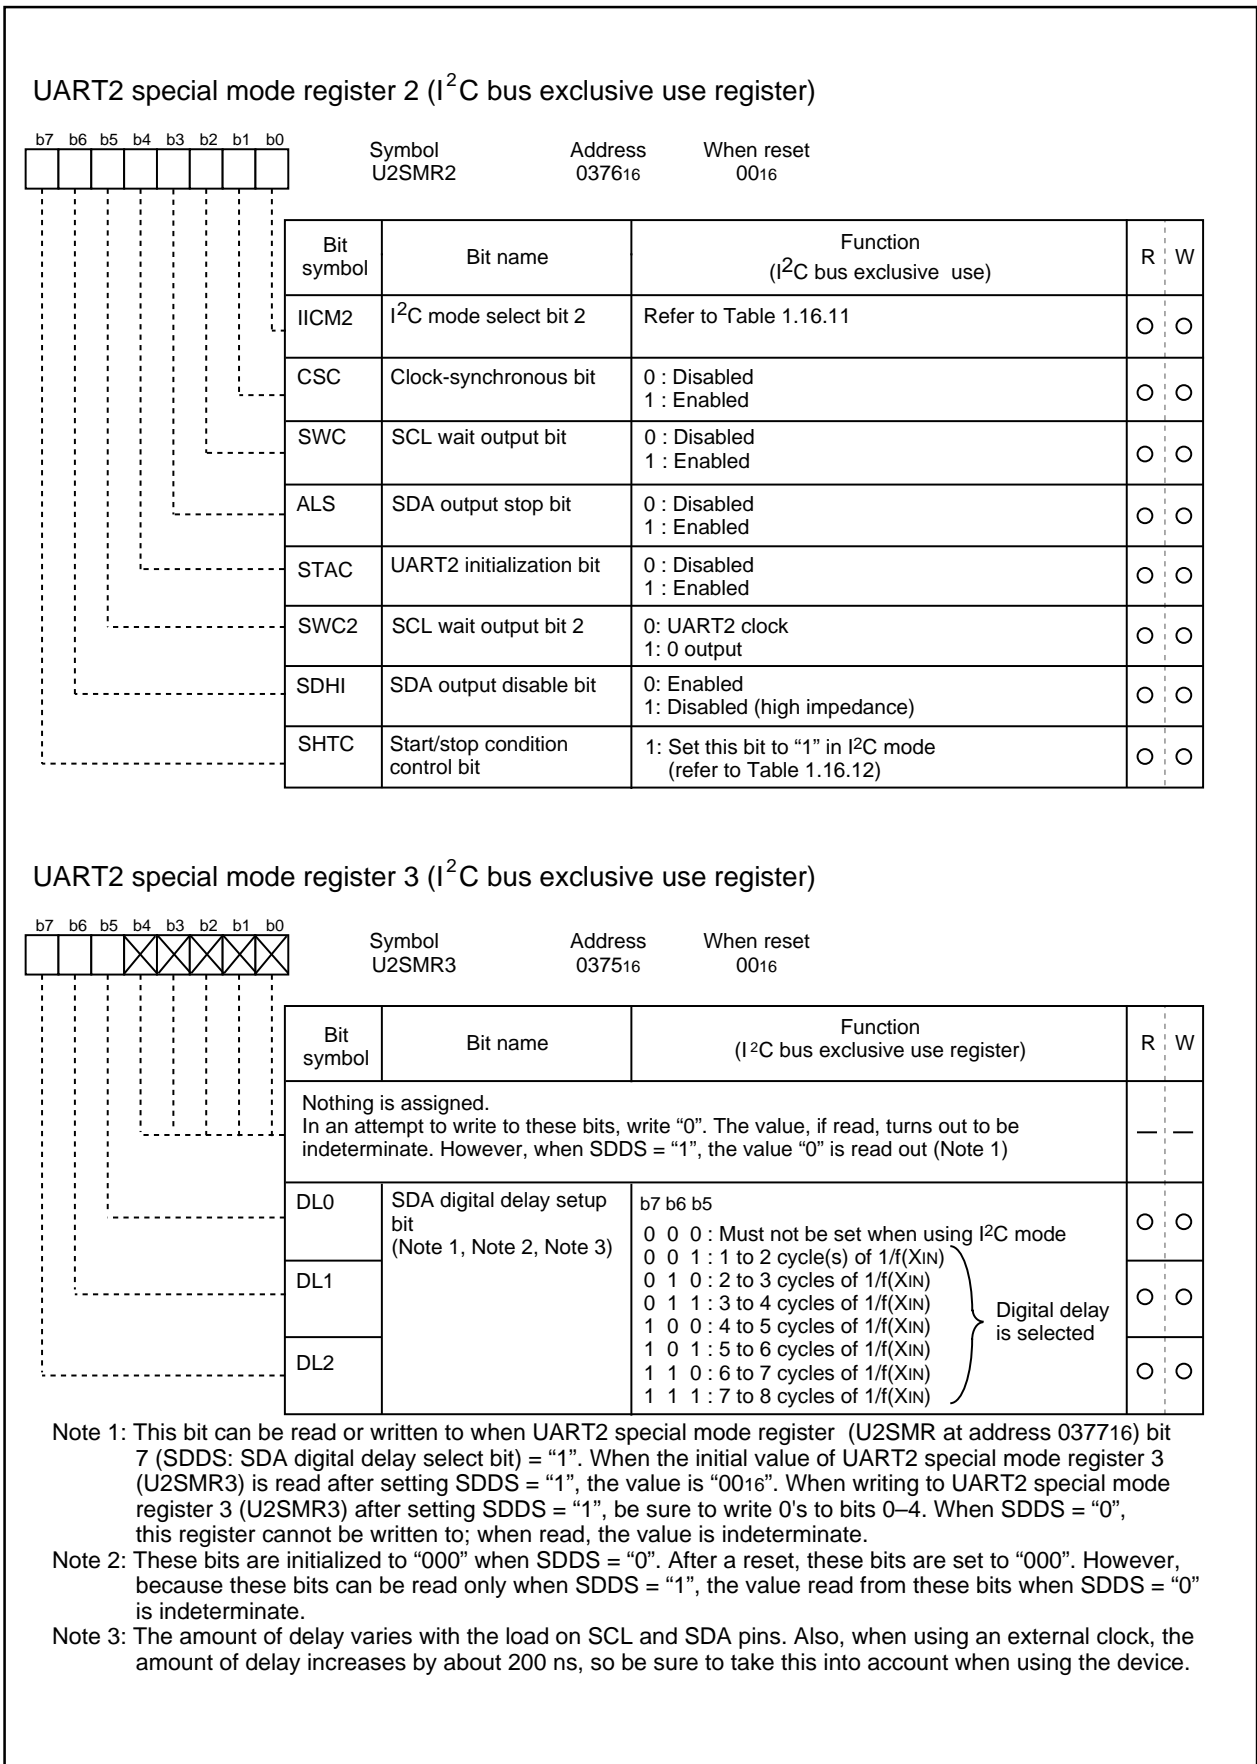 UART2 special mode register 2 (I2C bus exclusive use register)
b7 b6 b5 b4 b3 b2 b1 b0
Symbol Address When reset
U2SMR2 037616 0016
Bit symbol Bit name Function (I2C bus exclusive use) R W
IICM2 I2C mode select bit 2 Refer to Table 1.16.11
CSC Clock-synchronous bit 0 : Disabled
1 : Enabled
SWC SCL wait output bit 0 : Disabled
1 : Enabled
ALS SDA output stop bit 0 : Disabled
1 : Enabled
STAC UART2 initialization bit 0 : Disabled
1 : Enabled
SWC2 SCL wait output bit 2 0: UART2 clock
1: 0 output
SDHI SDA output disable bit 0: Enabled
1: Disabled (high impedance)
SHTC Start/stop condition control bit 1: Set this bit to “1” in I2C mode
(refer to Table 1.16.12)
UART2 special mode register 3 (I2C bus exclusive use register)
b7 b6 b5 b4 b3 b2 b1 b0
Symbol Address When reset
U2SMR3 037516 0016
Bit symbol Bit name Function (I2C bus exclusive use register) R W
Nothing is assigned.
In an attempt to write to these bits, write “0”. The value, if read, turns out to be
indeterminate. However, when SDDS = “1”, the value “0” is read out (Note 1)
— —
DL0 SDA digital delay setup bit (Note 1, Note 2, Note 3)
b7 b6 b5
0 0 0 : Must not be set when using I2C mode
0 0 1 : 1 to 2 cycle(s) of 1/f(XIN)
0 1 0 : 2 to 3 cycles of 1/f(XIN)
0 1 1 : 3 to 4 cycles of 1/f(XIN)
1 0 0 : 4 to 5 cycles of 1/f(XIN)
1 0 1 : 5 to 6 cycles of 1/f(XIN)
1 1 0 : 6 to 7 cycles of 1/f(XIN)
1 1 1 : 7 to 8 cycles of 1/f(XIN)
Digital delay
is selected
DL1
DL2
Note 1: This bit can be read or written to when UART2 special mode register (U2SMR at address 037716) bit
7 (SDDS: SDA digital delay select bit) = “1”. When the initial value of UART2 special mode register 3
(U2SMR3) is read after setting SDDS = “1”, the value is “0016”. When writing to UART2 special mode
register 3 (U2SMR3) after setting SDDS = “1”, be sure to write 0's to bits 0–4. When SDDS = “0”,
this register cannot be written to; when read, the value is indeterminate.
Note 2: These bits are initialized to “000” when SDDS = “0”. After a reset, these bits are set to “000”. However,
because these bits can be read only when SDDS = “1”, the value read from these bits when SDDS = “0”
is indeterminate.
Note 3: The amount of delay varies with the load on SCL and SDA pins. Also, when using an external clock, the
amount of delay increases by about 200 ns, so be sure to take this into account when using the device.